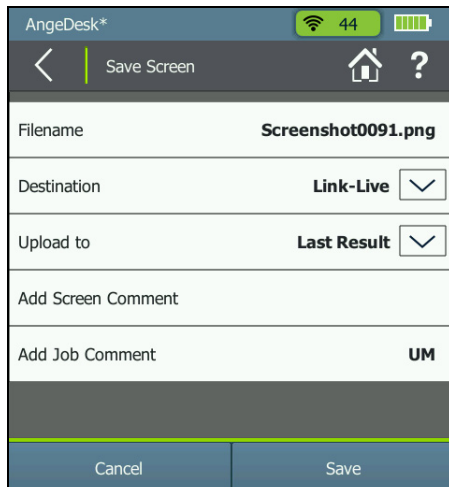 AngeDesk* 44
Save Screen ?
Filename Screenshot0091.png
Destination Link-Live
Upload to Last Result
Add Screen Comment
Add Job Comment UM
Cancel Save